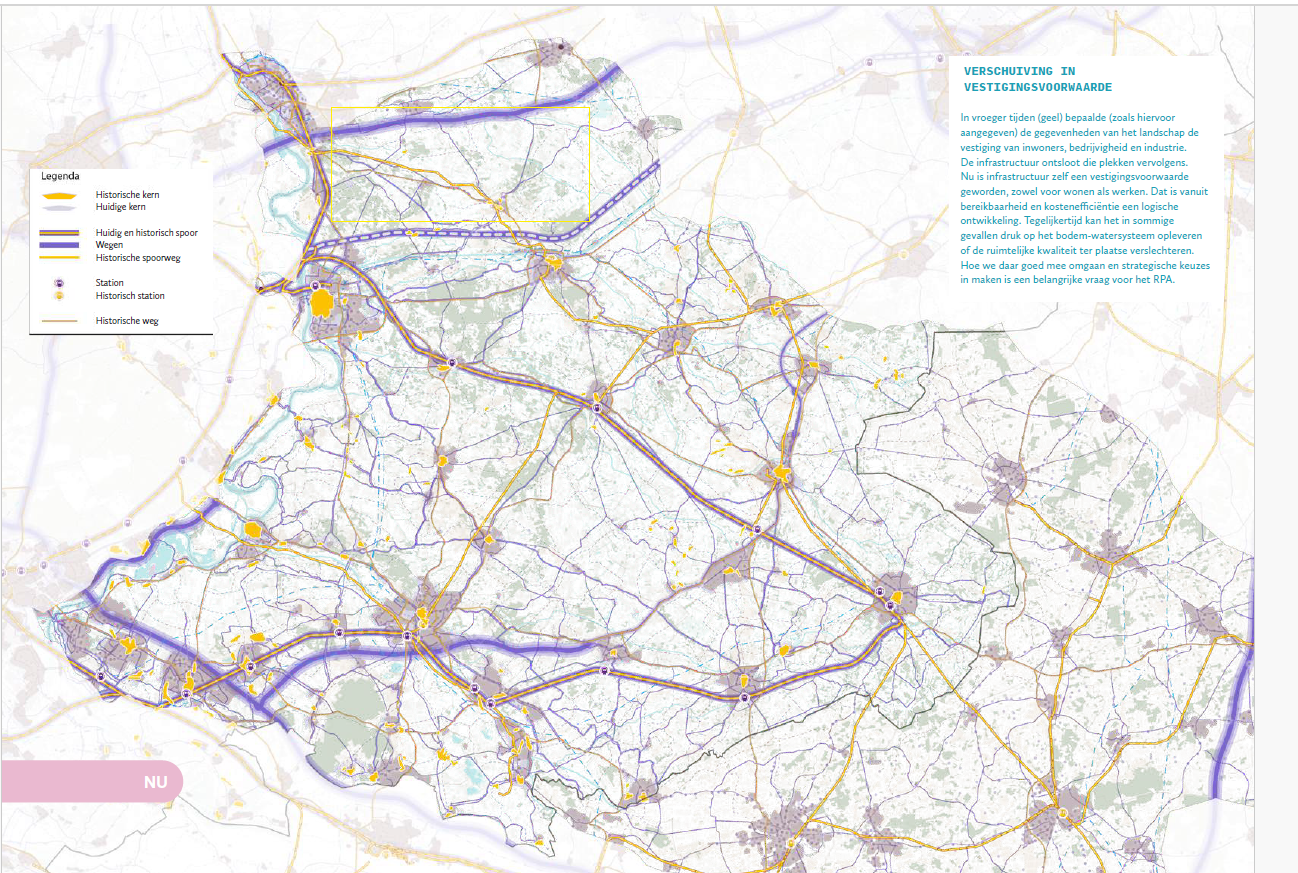 VERSCHUIVING IN
VESTIGINGSVOORWAARDE
In vroeger tijden (geel) bepaalde (zoals hiervoor
aangegeven) de gegevenheden van het landschap de
vestiging van inwoners, bedrijvigheid en industrie.
De infrastructuur ontsloot die plekken vervolgens.
Nu is infrastructuur zelf een vestigingsvoorwaarde
geworden, zowel voor wonen als werken. Dat is vanuit
bereikbaarheid en kostenefficiëntie een logische
ontwikkeling. Tegelijkertijd kan het in sommige
gevallen druk op het bodem-watersysteem opleveren
of de ruimtelijke kwaliteit ter plaatse verslechteren.
Hoe we daar goed mee omgaan en strategische keuzes
in maken is een belangrijke vraag voor het RPA.
Legenda
Historische kern
Huidige kern
Huidig en historisch spoor
Wegen
Historische spoorweg
Station
Historisch station
Historische weg
NU